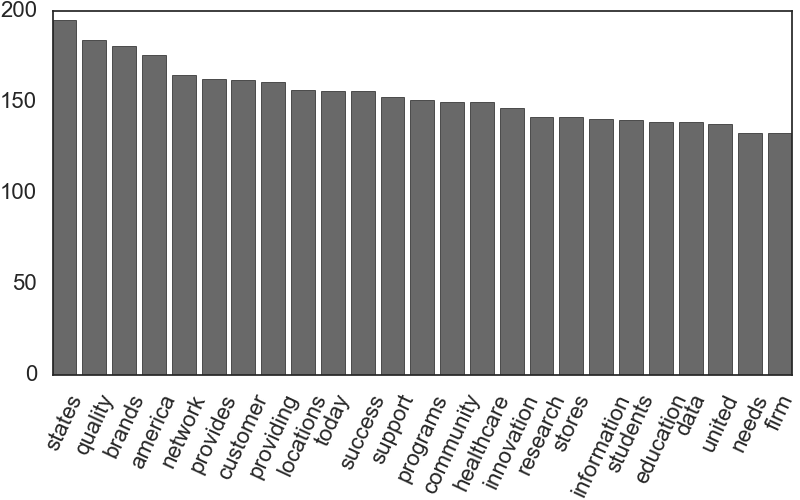 200
150
100
50
0
states
quality
brands
america
network
provides
customer
providing
locations
today
success
support
programs
community
healthcare
innovation
research
stores
information
students
education
data
united
needs
firm